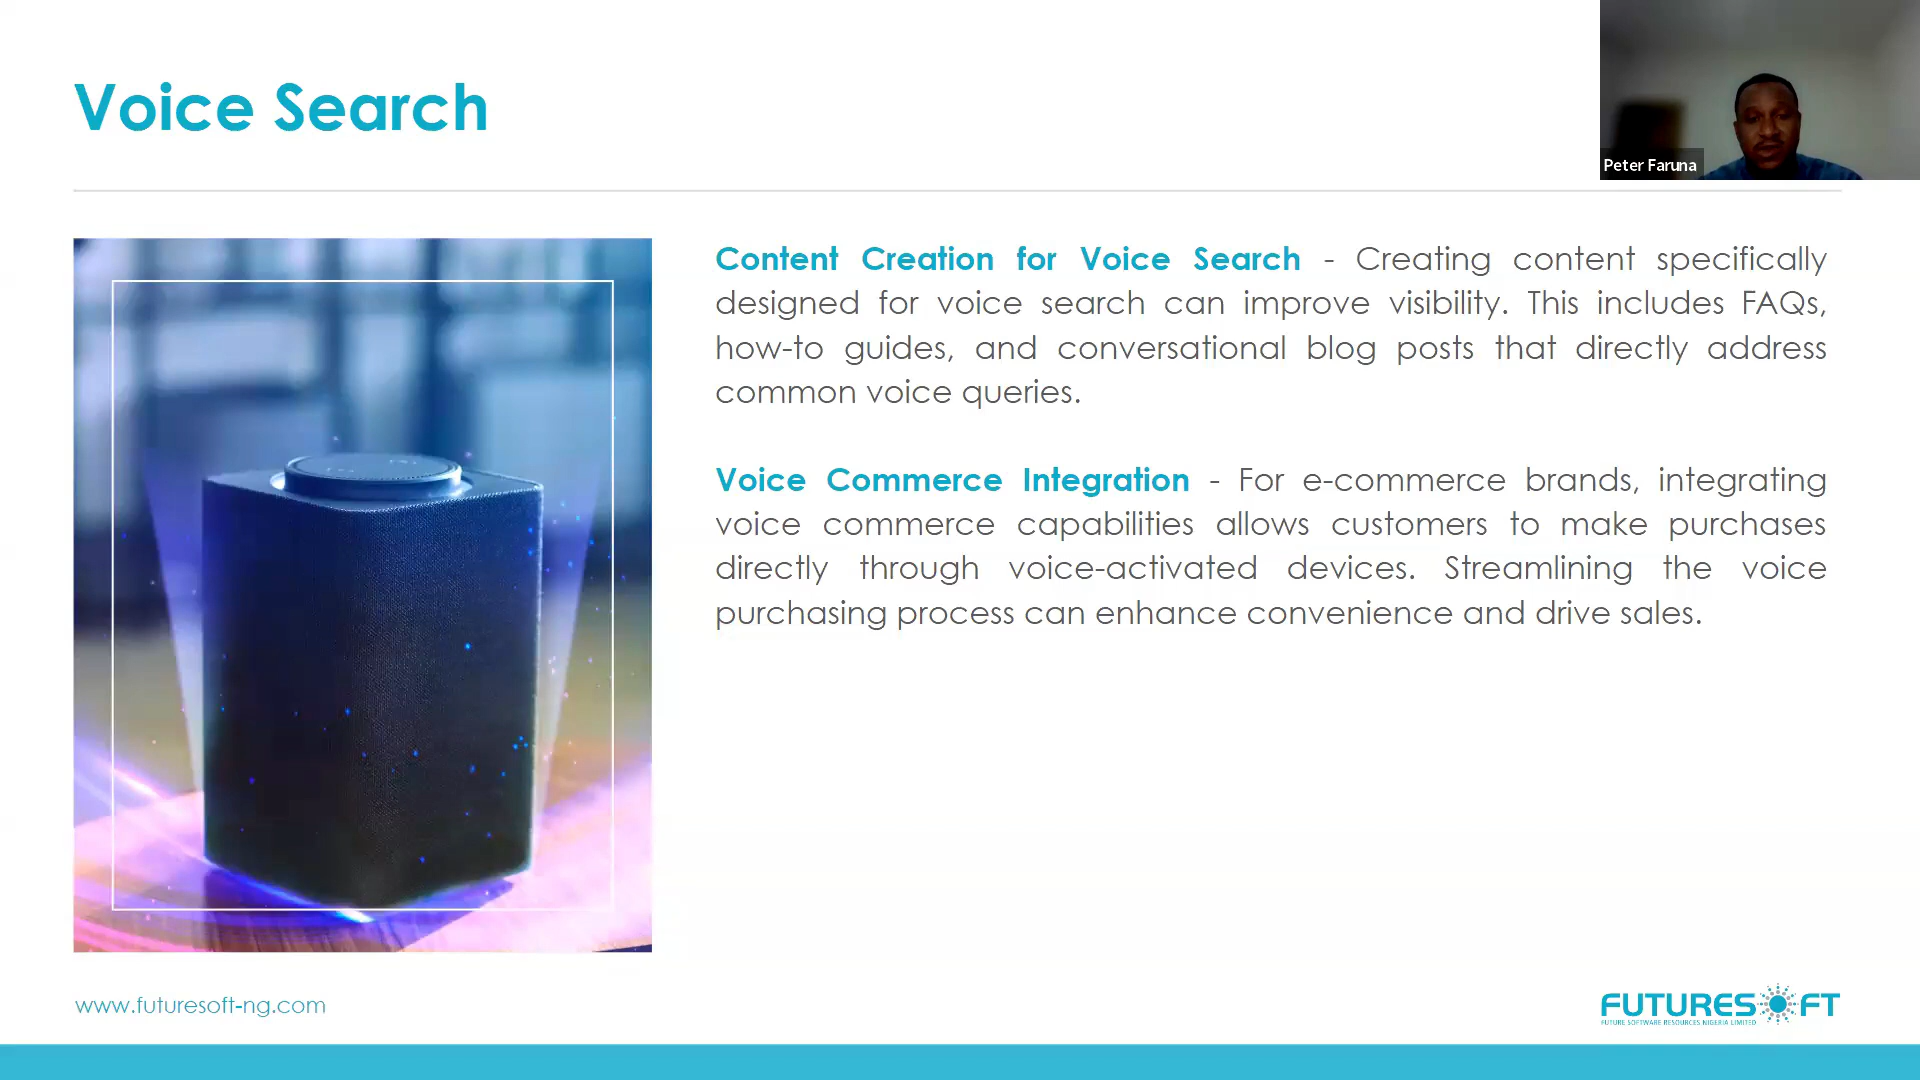 Voice Search
Peter Faruna
Content Creation for Voice Search - Creating content specifically
designed for voice search can improve visibility. This includes FAQs,
how-to guides, and conversational blog posts that directly address
common voice queries.
Voice Commerce Integration - For e-commerce brands, integrating
voice commerce capabilities allows customers to make purchases
directly through voice-activated devices. Streamlining the voice
purchasing process can enhance convenience and drive sales.
www.futuresoft-ng.com
FUTURESOFT
FUTURE SOFTWARE RESOURCES NIGERIA LIMITED